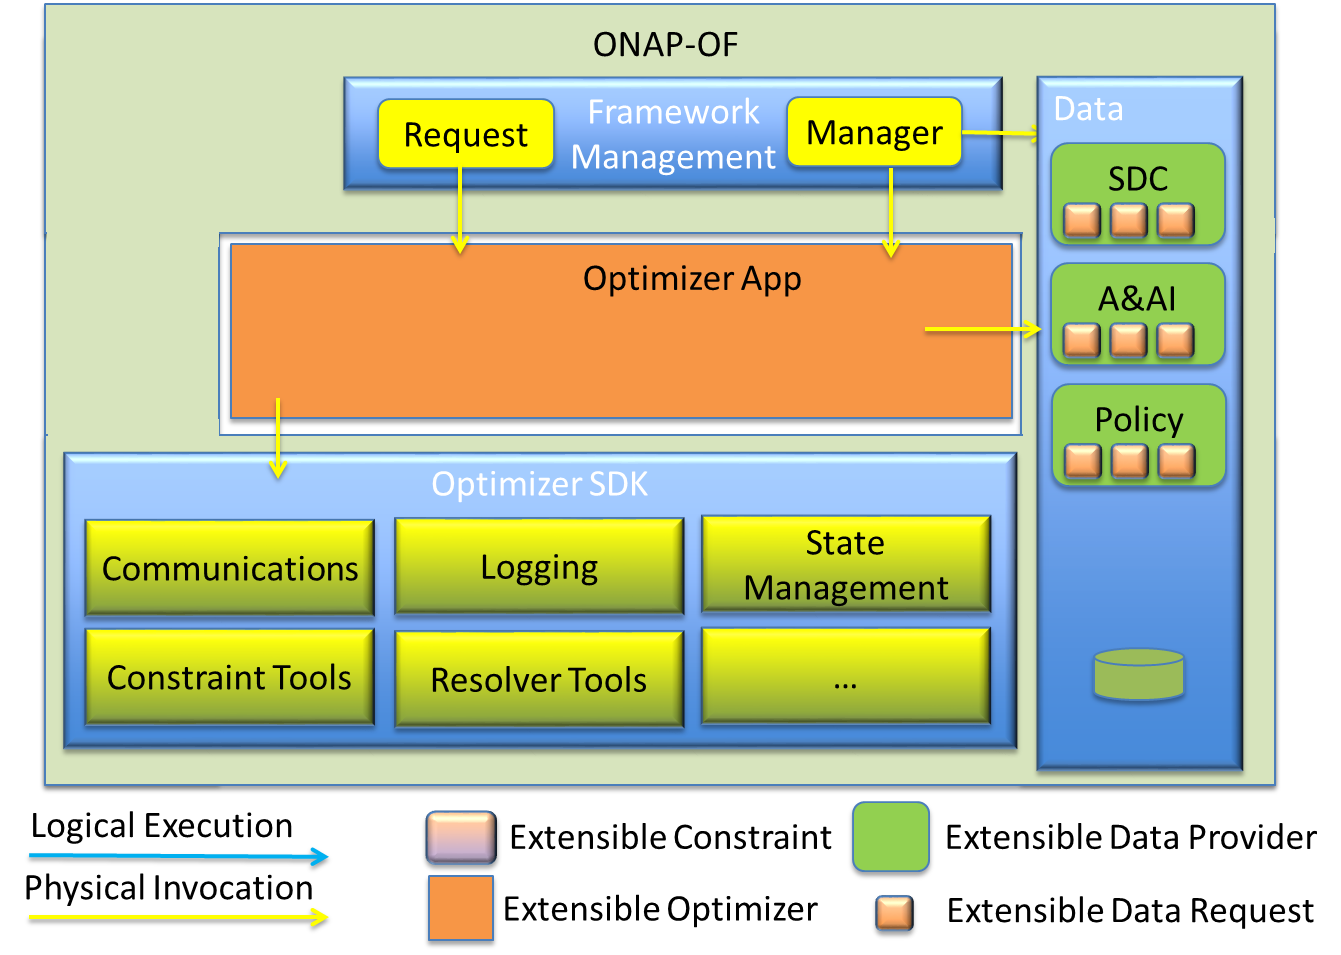 ONAP-OF
Request
Framework
Management
Manager
Data
SDC
A&AI
Policy
Optimizer App
Optimizer SDK
Communications
Logging
State
Management
Constraint Tools
Resolver Tools
...
Logical Execution
Physical Invocation
Extensible Constraint
Extensible Optimizer
Extensible Data Provider
Extensible Data Request